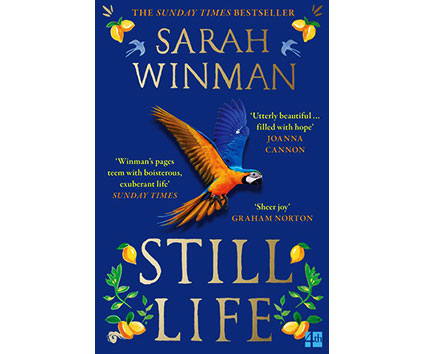 THE SUNDAY TIMES BESTSELLER
SARAH
WINMAN
‘Utterly beautiful ...
filled with hope’
JOANNA
CANNON
‘Winman’s pages
teem with boisterous,
exuberant life’
SUNDAY TIMES
‘Sheer joy’
GRAHAM NORTON
STILL
LIFE
4th